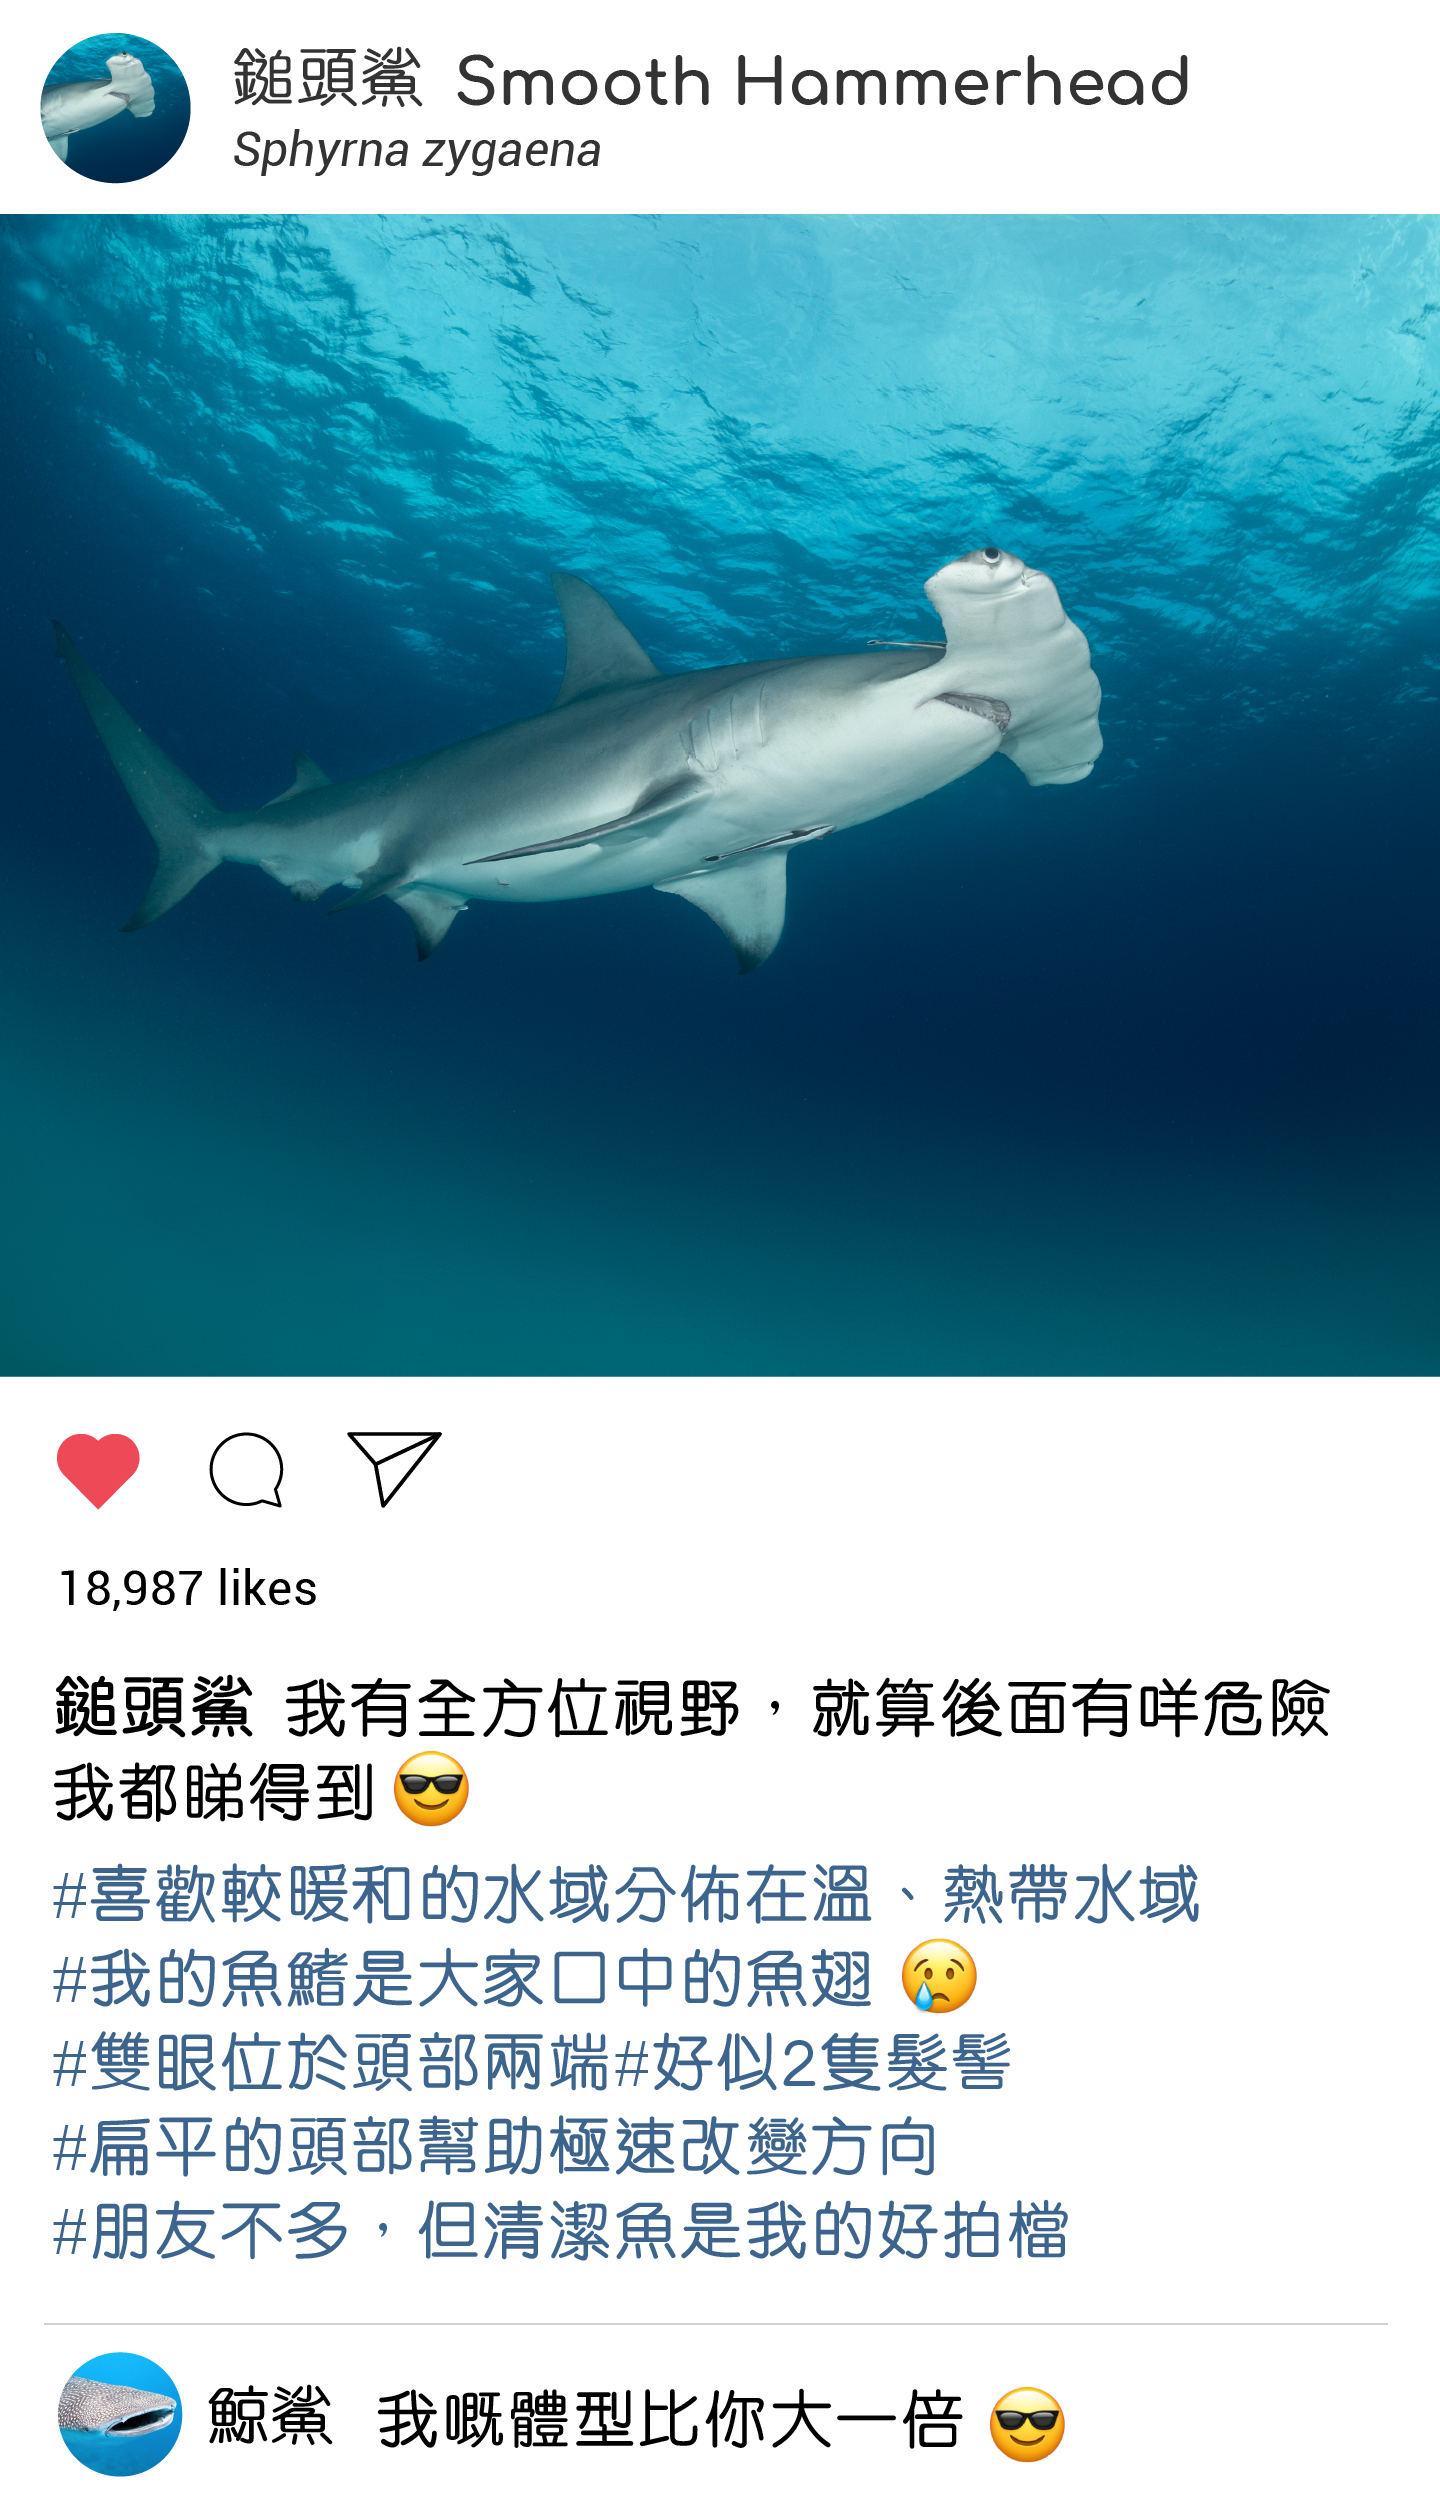 鎚頭鯊 Smooth Hammerhead
Sphyrna zygaena
18,987 likes
鎚頭鯊 我有全方位視野，就算後面有咩危險
我都睇得到 😎
#喜歡較暖和的水域分佈在溫、熱帶水域
#我的魚鰭是大家口中的魚翅 😢
#雙眼位於頭部兩端#好似2隻髮髻
#扁平的頭部幫助極速改變方向
#朋友不多，但清潔魚是我的好拍檔
鯨鯊 我嘅體型比你大一倍 😎